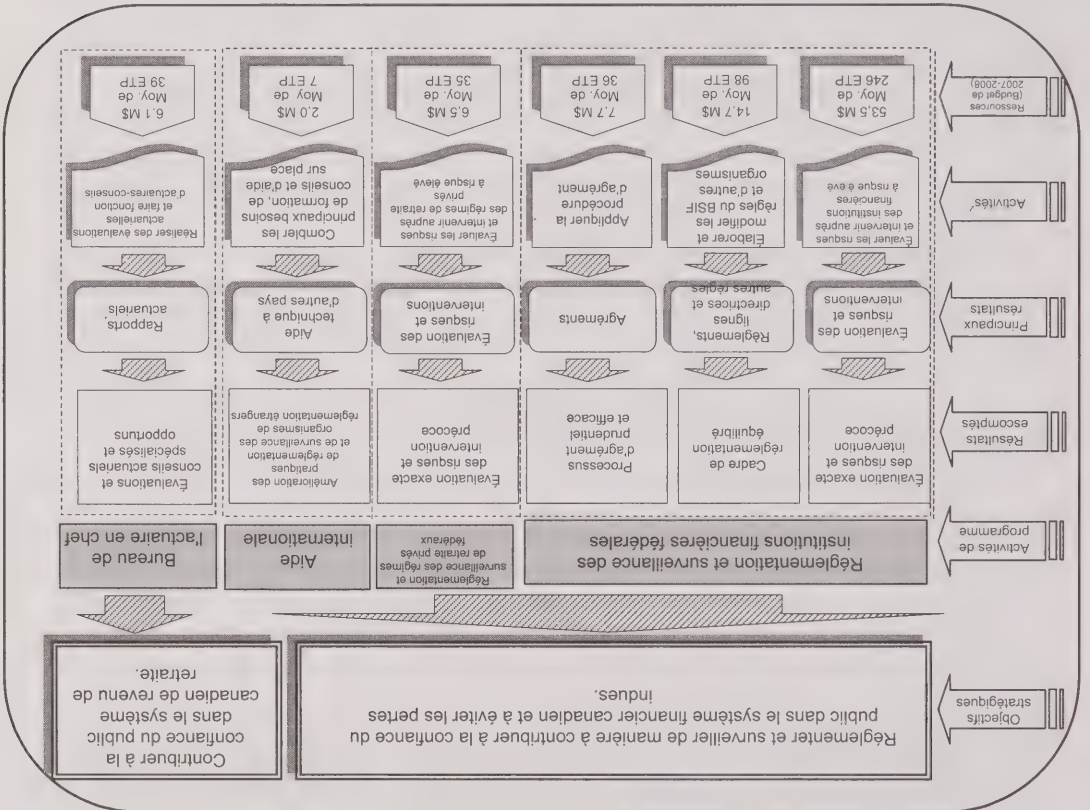 Objectifs
stratégiques
Réglementer et surveiller de manière à contribuer à la confiance du
public dans le système financier canadien et à éviter les pertes
indues.
Contribuer à la
confiance du public
dans le système
canadien de revenu de
retraite.
Activités de
programme
Réglementation et surveillance des
institutions financières fédérales
Réglementation et
surveillance des régimes
de retraite privés
fédéraux
Aide
internationale
Bureau de
l'actuaire en chef
Résultats
escomptés
Évaluation exacte
des risques et
intervention
précoce
Cadre de
réglementation
équilibré
Processus
d'agrément
prudentiel
et efficace
Évaluation exacte
des risques et
intervention
précoce
Amélioration des
pratiques
de réglementation
et de surveillance des
organismes de
réglementation étrangers
Évaluations et
conseils actuariels
spécialisés et
opportuns
Principaux
résultats
Évaluation des
risques et
interventions
Règlements,
lignes
directrices et
autres règles
Agréments
Évaluation des
risques et
interventions
Aide
technique à
d'autres pays
Rapports
actuariels
Activités
Évaluer les risques
et intervenir auprès
des institutions
financières
à risque é evé
Élaborer et
modifier les
règles du BSIF
et d'autres
organismes
Appliquer la
procédure
d'agrément
Évaluer les risques
et intervenir auprès
des régimes de retraite
privés
à risque élevé
Combler les
principaux besoins
de formation, de
conseils et d'aide
sur place
Réaliser des évaluations
actuarielles
et faire fonction
d'actuaires-conseils
Ressources
(Budget de
2007-2008)
53,5 M$
Moy. de
246 ETP
14,7 M$
Moy. de
98 ETP
7,7 M$
Moy. de
36 ETP
6,5 M$
Moy. de
35 ETP
2,0 M$
Moy. de
7 ETP
6,1 M$
Moy. de
39 ETP